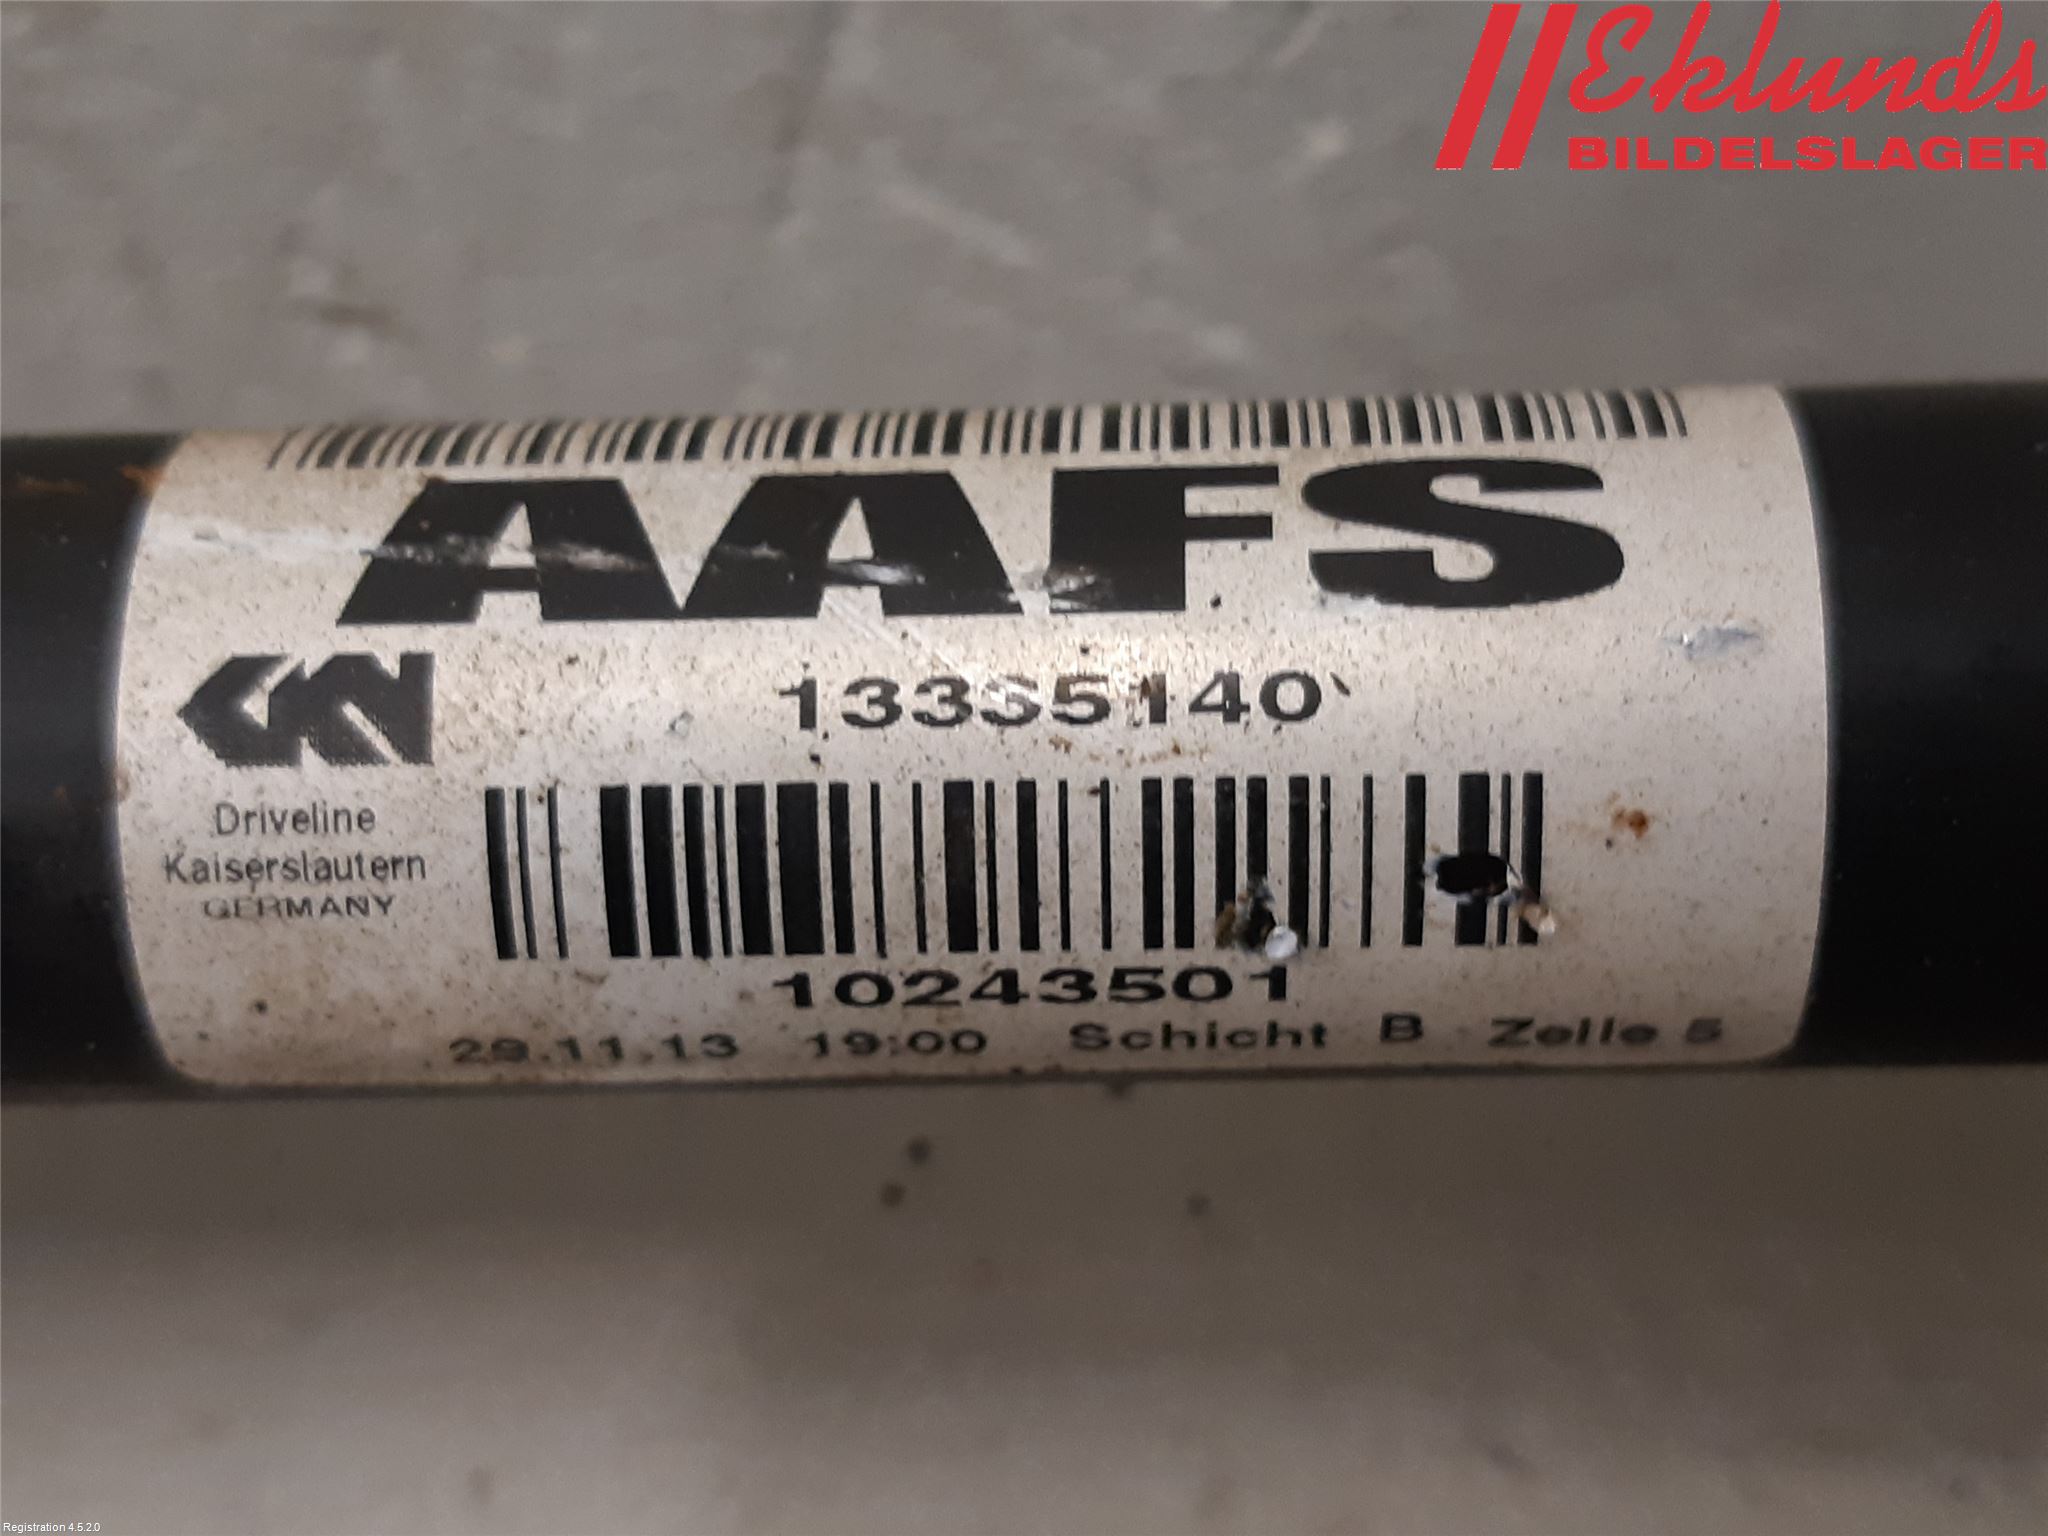 Eklunds
BILDELSLAGER
AAFS
GKN
13335140
Driveline
Kaiserslautern
GERMANY
10243501
29.11.13 19:00 Schicht B Zelle 5
Registration 4.5.2.0